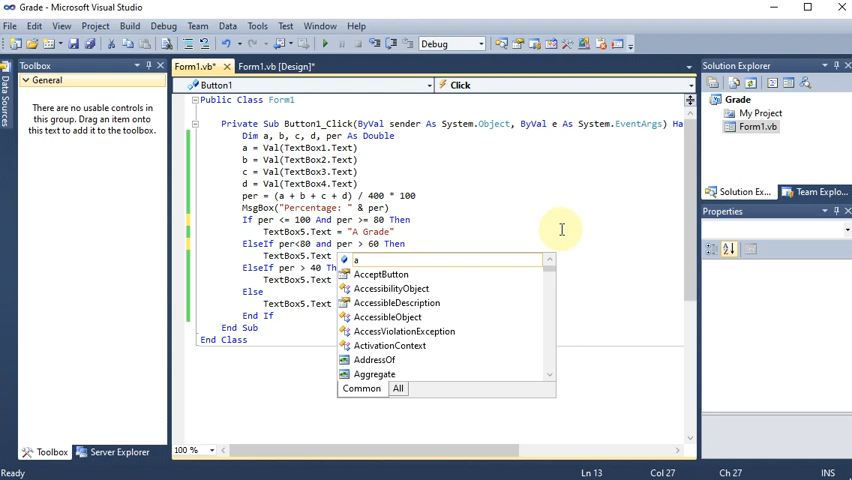 Grade - Microsoft Visual Studio
File Edit View Project Build Debug Team Data Tools Test Window Help
Debug
Toolbox
General
There are no usable controls in
this group. Drag an item onto
this text to add it to the toolbox.
Data Sources
Toolbox Server Explorer
Form1.vb* Form1.vb [Design]*
Button1 Click
Public Class Form1
Private Sub Button1_Click(ByVal sender As System.Object, ByVal e As System.EventArgs) Ha
Dim a, b, c, d, per As Double
a = Val(TextBox1.Text)
b = Val(TextBox2.Text)
c = Val(TextBox3.Text)
d = Val(TextBox4.Text)
per = (a + b + c + d) / 400 * 100
MsgBox("Percentage: " & per)
If per <= 100 And per >= 80 Then
TextBox5.Text = "A Grade"
ElseIf per<80 and per > 60 Then
TextBox5.Text
ElseIf per > 40 Th
TextBox5.Text
Else
TextBox5.Text
End If
End Sub
End Class
a
AcceptButton
AccessibilityObject
AccessibleDescription
AccessibleObject
AccessViolationException
ActivationContext
AddressOf
Aggregate
Common All
100 %
Solution Explorer
Grade
My Project
Form1.vb
Solution Ex... Team Explo...
Properties
Ready Ln 13 Col 27 Ch 27 INS